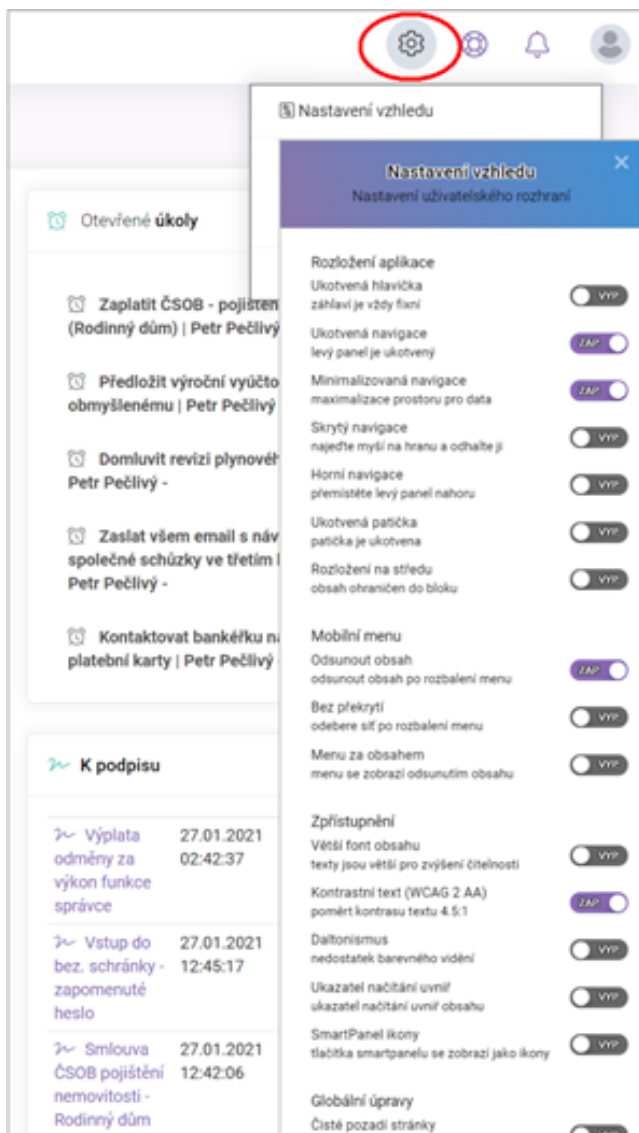 Nastavení vzhledu
Nastavení vzhledu
Nastavení uživatelského rozhraní
Otevřené úkoly
Zaplatit ČSOB - pojišten
(Rodinný dům) | Petr Pečlivý
Předložit výroční vyúčto
obmyšlenému | Petr Pečlivý
Domluvit revizi plynovéh
Petr Pečlivý -
Zaslat všem email s náv
společné schůzky ve třetím
Petr Pečlivý -
Kontaktovat bankéřku na
platební karty | Petr Pečlivý
K podpisu
Výplata 27.01.2021
odměny za 02:42:37
výkon funkce
správce
Vstup do 27.01.2021
bez. schránky - 12:45:17
zapomenuté
heslo
Smlouva 27.01.2021
ČSOB pojištění 12:42:06
nemovitosti -
Rodinný dům
Rozložení aplikace
Ukotvená hlavička
záhlaví je vždy fixní VYP.
Ukotvená navigace
levý panel je ukotvený ZAP.
Minimalizovaná navigace
maximalizace prostoru pro data ZAP.
Skrytý navigace
najeďte myší na hranu a odhalte ji VYP.
Horní navigace
přemístěte levý panel nahoru VYP.
Ukotvená patička
patička je ukotvena VYP.
Rozložení na středu
obsah ohraničen do bloku VYP.
Mobilní menu
Odsunout obsah
odsunout obsah po rozbalení menu ZAP.
Bez překrytí
odebere síť po rozbalení menu VYP.
Menu za obsahem
menu se zobrazí odsunutím obsahu VYP.
Zpřístupnění
Větší font obsahu
texty jsou větší pro zvýšení čitelnosti VYP.
Kontrastní text (WCAG 2 AA)
poměrt kontrasu textu 4.5:1 ZAP.
Daltonismus
nedostatek barevného vidění VYP.
Ukazatel načítání uvniř
ukazatel načítání uvniř obsahu VYP.
SmartPanel ikony
tlačítka smartpanelu se zobrazí jako ikony VYP.
Globální úpravy
Čisté pozadí stránky